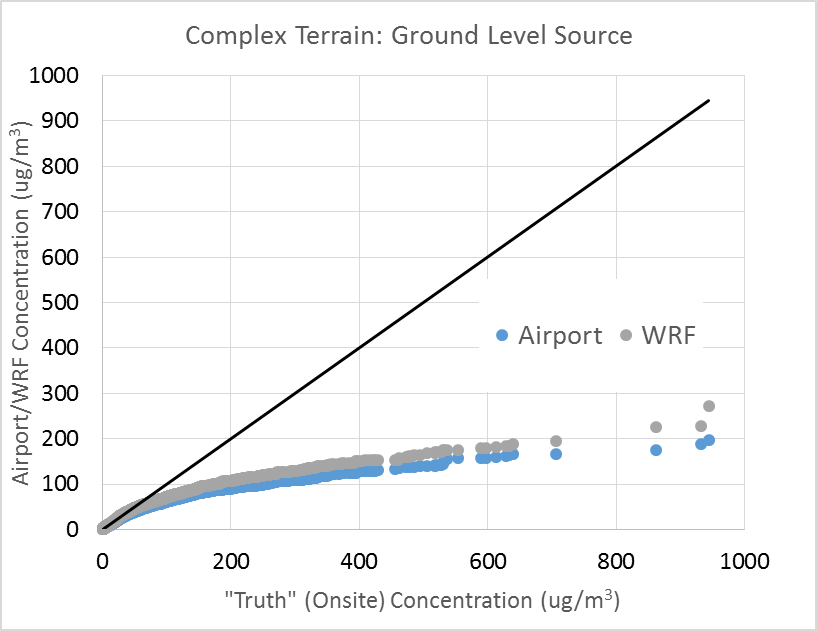 Complex Terrain: Ground Level Source
Airport/WRF Concentration (ug/m³)
1000
900
800
700
600
500
400
300
200
100
0
Airport
WRF
0 200 400 600 800 1000
"Truth" (Onsite) Concentration (ug/m³)